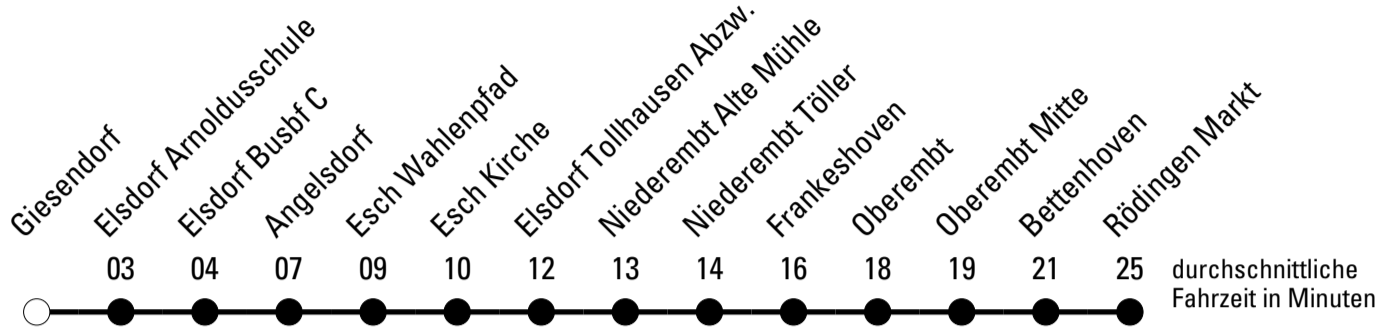 Giesendorf
Elsdorf Arnoldusschule
Elsdorf Busbf C
Angelsdorf
Esch Wahlenpfad
Esch Kirche
Elsdorf Tollhausen Abzw.
Niederembt Alte Mühle
Niederembt Töller
Frankeshoven
Oberembt
Oberembt Mitte
Bettenhoven
Rödingen Markt
03 04 07 09 10 12 13 14 16 18 19 21 25
durchschnittliche
Fahrzeit in Minuten